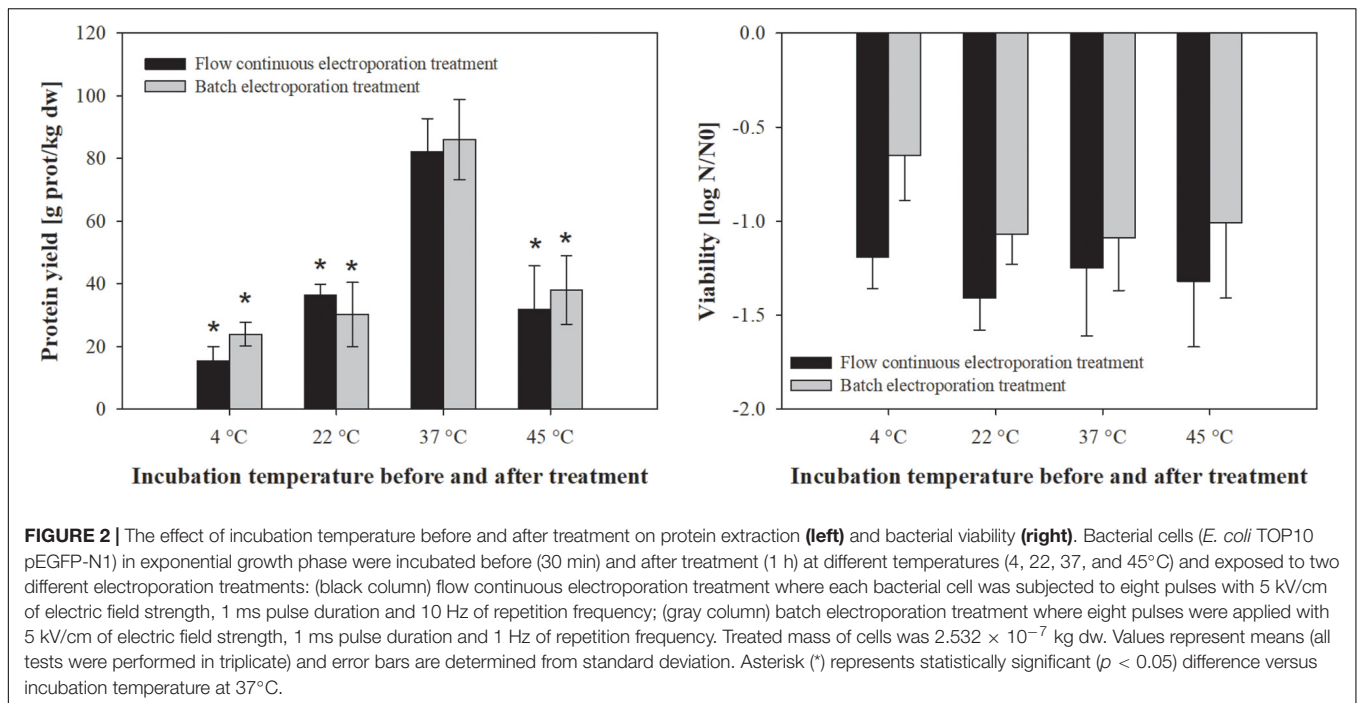 120
100
80
60
40
20
0
Protein yield [g prot/kg dw]
Flow continuous electroporation treatment
Batch electroporation treatment
* * * * * *
4 °C 22 °C 37 °C 45 °C
Incubation temperature before and after treatment
0.0
-0.5
-1.0
-1.5
-2.0
Viability [log N/N0]
Flow continuous electroporation treatment
Batch electroporation treatment
4 °C 22 °C 37 °C 45 °C
Incubation temperature before and after treatment
FIGURE 2 | The effect of incubation temperature before and after treatment on protein extraction (left) and bacterial viability (right). Bacterial cells (E. coli TOP10
pEGFP-N1) in exponential growth phase were incubated before (30 min) and after treatment (1 h) at different temperatures (4, 22, 37, and 45°C) and exposed to two
different electroporation treatments: (black column) flow continuous electroporation treatment where each bacterial cell was subjected to eight pulses with 5 kV/cm
of electric field strength, 1 ms pulse duration and 10 Hz of repetition frequency; (gray column) batch electroporation treatment where eight pulses were applied with
5 kV/cm of electric field strength, 1 ms pulse duration and 1 Hz of repetition frequency. Treated mass of cells was 2.532 × 10⁻⁷ kg dw. Values represent means (all
tests were performed in triplicate) and error bars are determined from standard deviation. Asterisk (*) represents statistically significant (p < 0.05) difference versus
incubation temperature at 37°C.